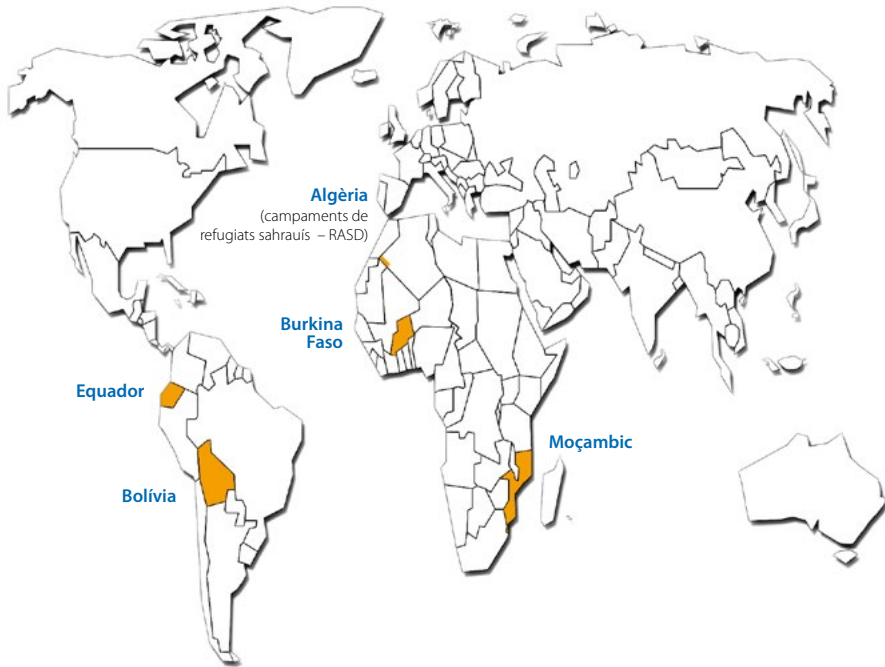 Algèria
(campaments de
refugiats sahrauís – RASD)
Burkina
Faso
Equador
Moçambic
Bolívia